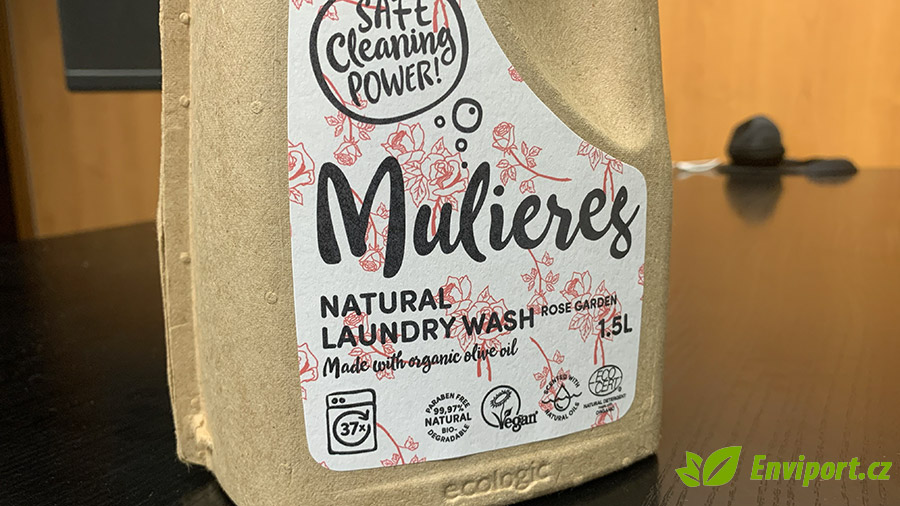 SAFE
Cleaning
POWER!
Mulieres
NATURAL
LAUNDRY WASH ROSE GARDEN
1.5L
Made with organic olive oil
37x
PARABEN FREE
99,97%
NATURAL
BIO-
DEGRADABLE
Vegan
SCENTED WITH
NATURAL OILS
ECO
CERT
NATURAL DETERGENT
ecologic
Enviport.cz